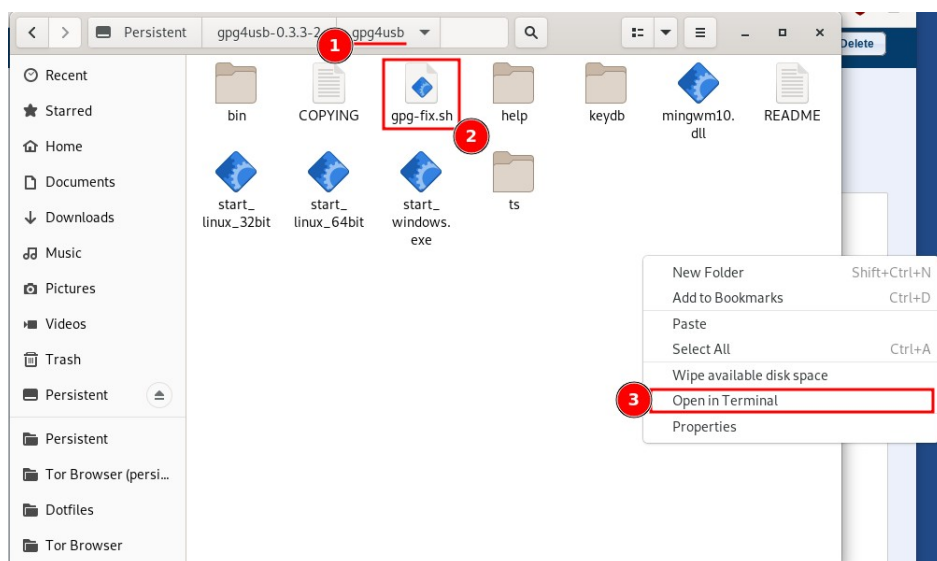 Persistent gpg4usb-0.3.3-2 gpg4usb
Delete
1
Recent
Starred
Home
Documents
Downloads
Music
Pictures
Videos
Trash
Persistent
Persistent
Tor Browser (persi...
Dotfiles
Tor Browser
bin
COPYING
gpg-fix.sh
help
keydb
mingwm10.
dll
README
2
start_
linux_32bit
start_
linux_64bit
start_
windows.
exe
ts
New Folder Shift+Ctrl+N
Add to Bookmarks Ctrl+D
Paste
Select All Ctrl+A
Wipe available disk space
3
Open in Terminal
Properties